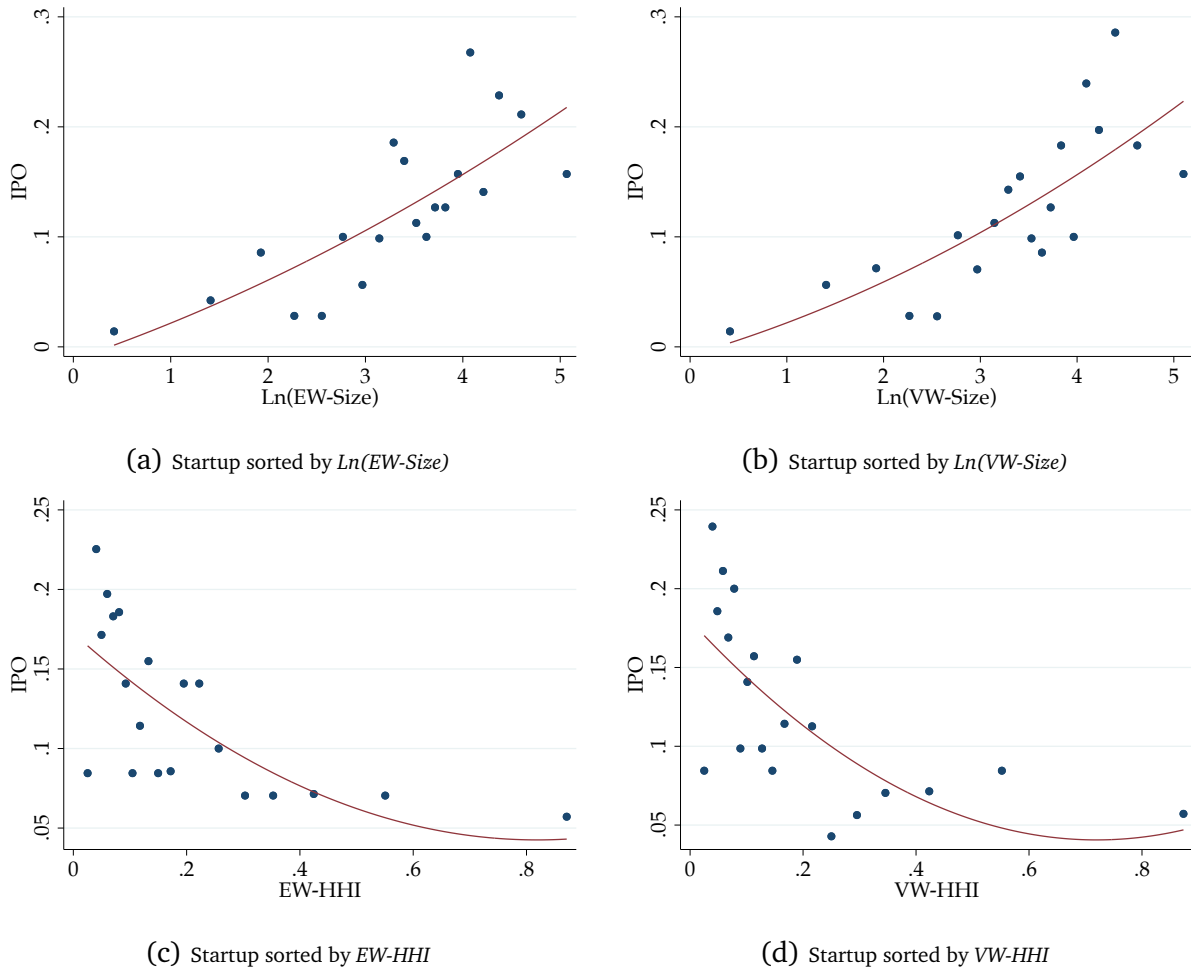 .3
.2
.1
0
IPO
0 1 2 3 4 5
Ln(EW-Size)
(a) Startup sorted by Ln(EW-Size)
.3
.2
.1
0
IPO
0 1 2 3 4 5
Ln(VW-Size)
(b) Startup sorted by Ln(VW-Size)
.25
.2
.15
.1
.05
IPO
0 .2 .4 .6 .8
EW-HHI
(c) Startup sorted by EW-HHI
.25
.2
.15
.1
.05
IPO
0 .2 .4 .6 .8
VW-HHI
(d) Startup sorted by VW-HHI